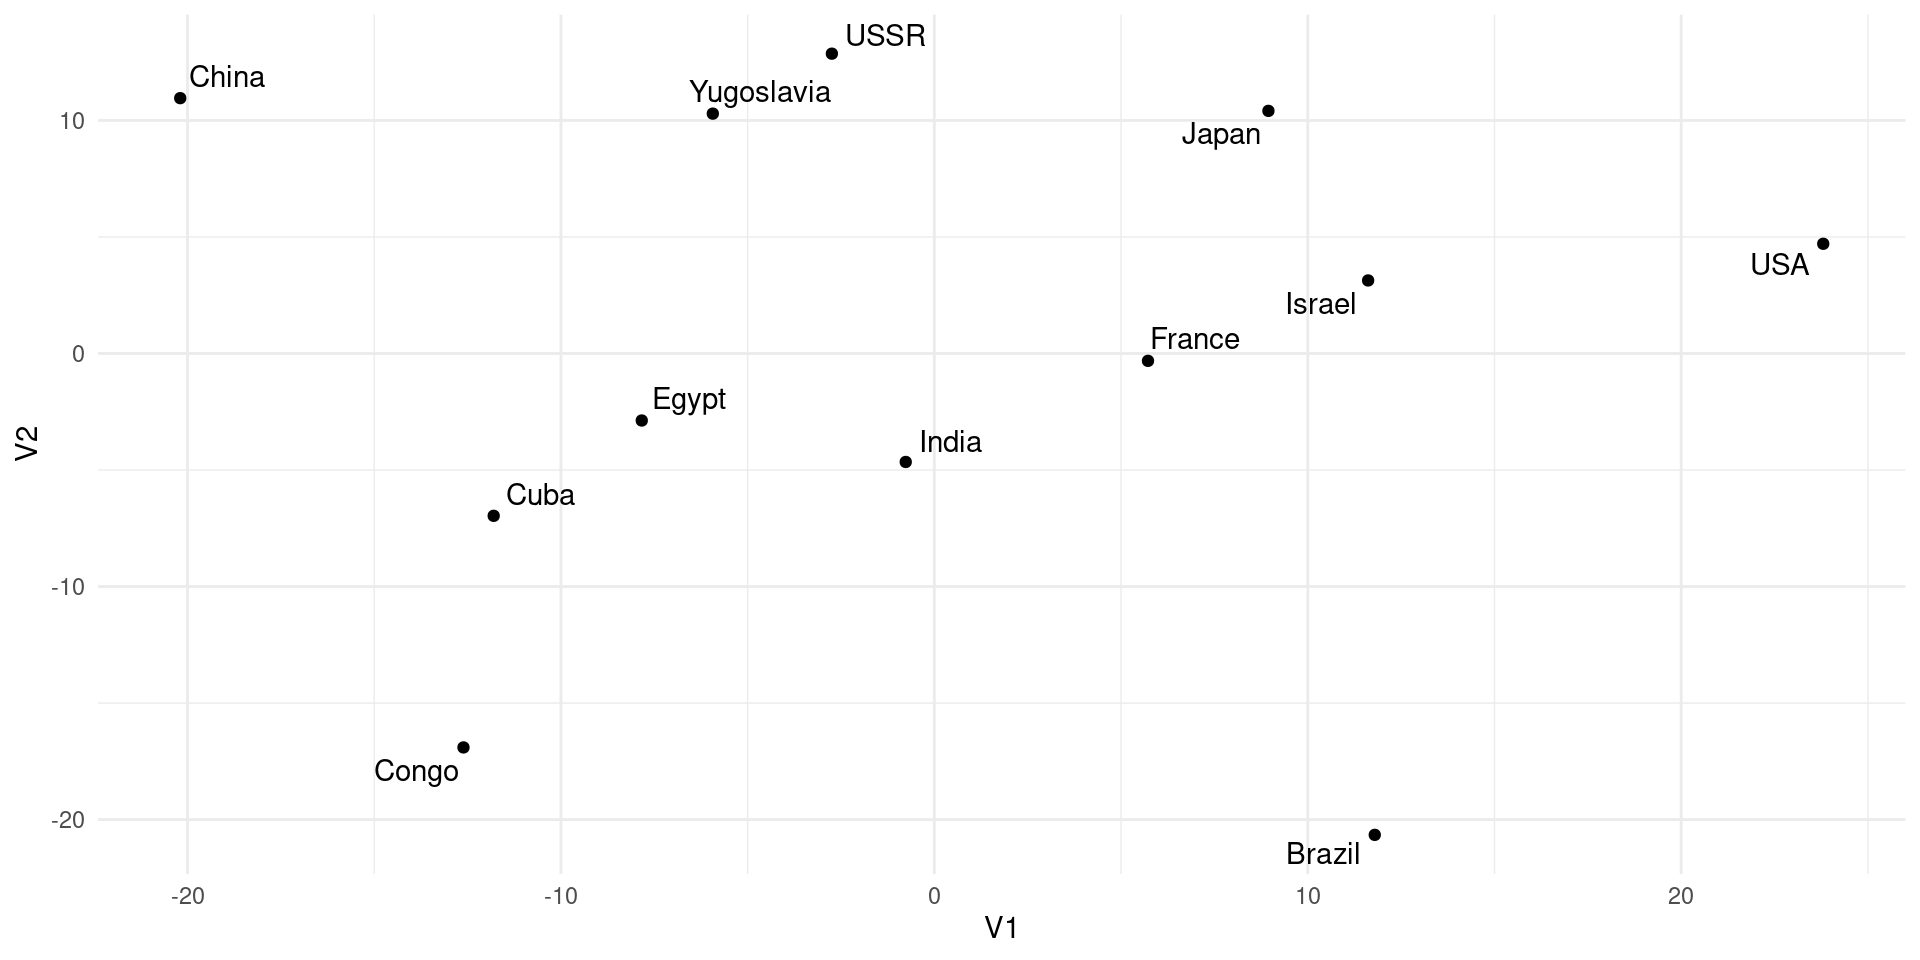 USSR
China
Yugoslavia
10
Japan
USA
Israel
France
0
Egypt
India
V2
Cuba
-10
Congo
-20
Brazil
-20 -10 0 10 20
V1